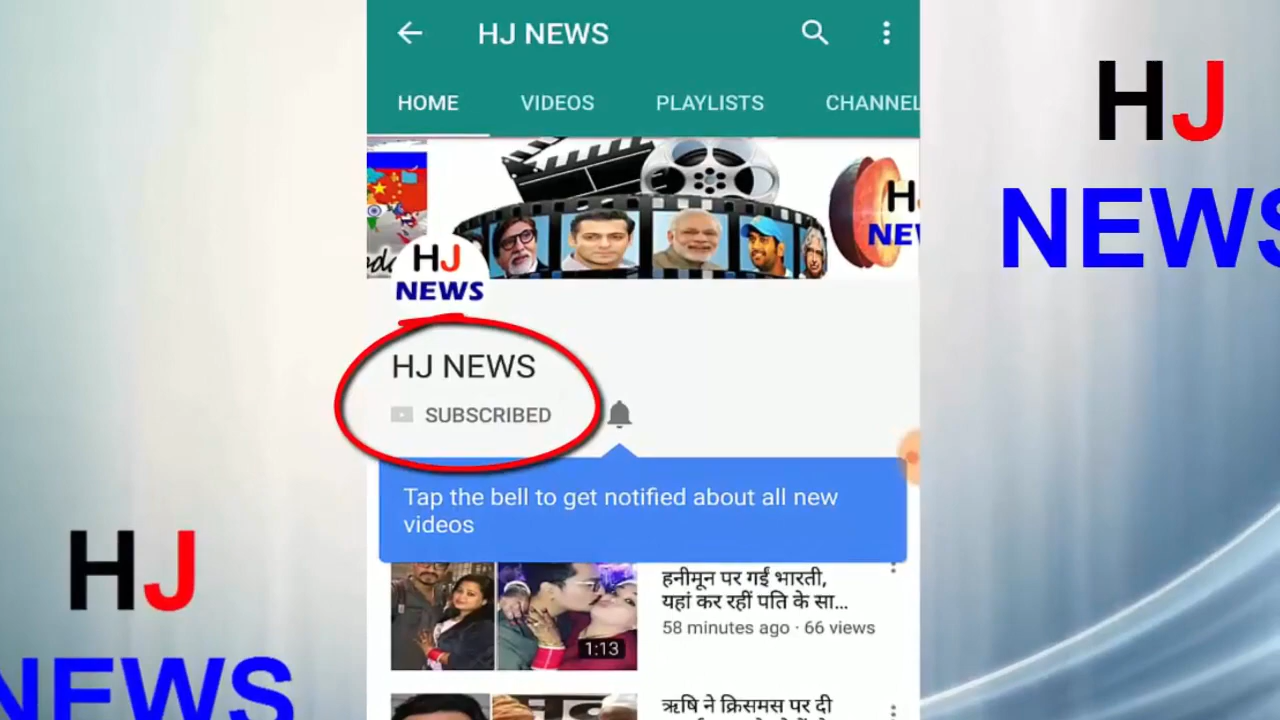 HJ NEWS
HOME VIDEOS PLAYLISTS CHANNEL
HJ
NEWS
HJ
NEWS
HJ
NEWS
HJ NEWS
SUBSCRIBED
Tap the bell to get notified about all new
videos
हनीमून पर गईं भारती,
यहां कर रहीं पति के सा...
58 minutes ago · 66 views
1:13
HJ
NEWS
ऋषि ने क्रिसमस पर दी